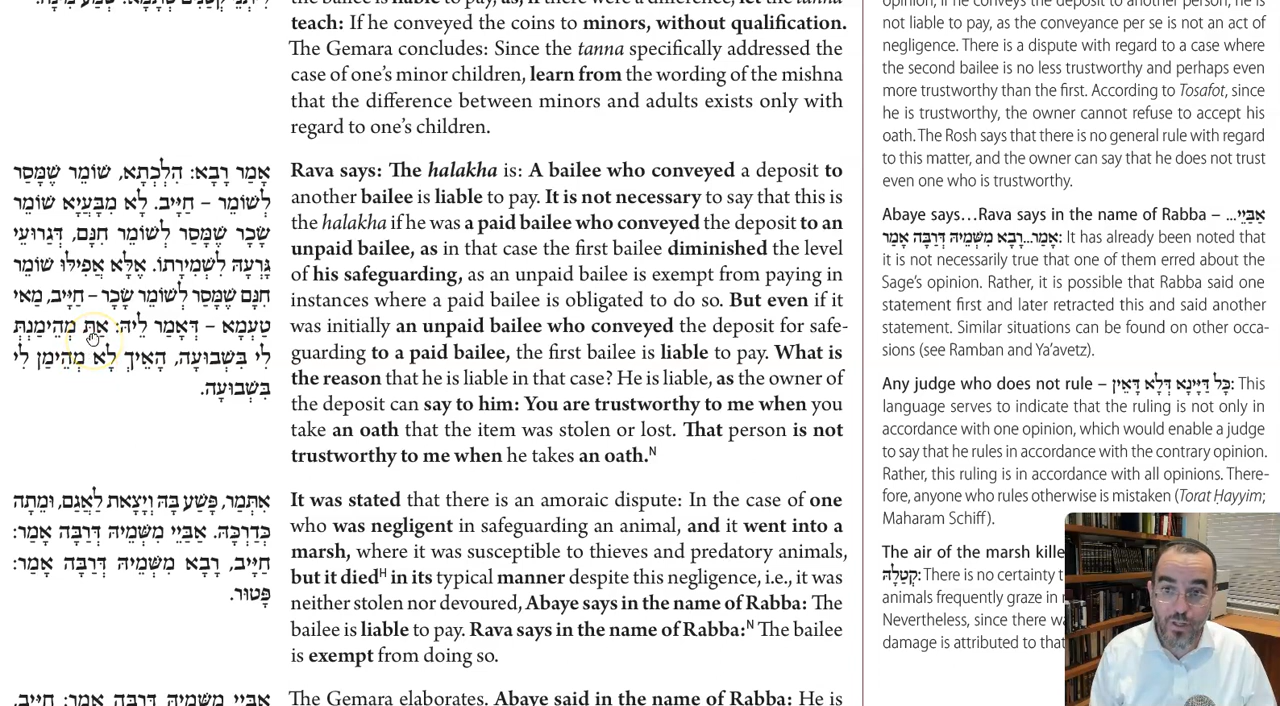 the bailee is liable to pay, as, if there were a difference, let the tanna
teach: If he conveyed the coins to minors, without qualification.
The Gemara concludes: Since the tanna specifically addressed the
case of one's minor children, learn from the wording of the mishna
that the difference between minors and adults exists only with
regard to one's children.
אָמַר רָבָא: הִלְכְתָא, שׁוֹמֵר שֶׁמָּסַר
לְשׁוֹמֵר – חַיָּיב. לָא מִבָּעֲיָא שׁוֹמֵר
שָׂכָר שֶׁמָּסַר לְשׁוֹמֵר חִנָּם, דְּגָרוֹעֵי
גָּרְעַהּ לִשְׁמִירָתוֹ. אֶלָּא אֲפִילּוּ שׁוֹמֵר
חִנָּם שֶׁמָּסַר לְשׁוֹמֵר שָׂכָר – חַיָּיב, מַאי
טַעְמָא – דְּאָמַר לֵיהּ: אַתְּ מְהֵימְנַתְּ
לִי בִּשְׁבוּעָה, הָאֵיךְ לָא מְהֵימַן לִי
בִּשְׁבוּעָה.
Rava says: The halakha is: A bailee who conveyed a deposit to
another bailee is liable to pay. It is not necessary to say that this is
the halakha if he was a paid bailee who conveyed the deposit to an
unpaid bailee, as in that case the first bailee diminished the level
of his safeguarding, as an unpaid bailee is exempt from paying in
instances where a paid bailee is obligated to do so. But even if it
was initially an unpaid bailee who conveyed the deposit for safe-
guarding to a paid bailee, the first bailee is liable to pay. What is
the reason that he is liable in that case? He is liable, as the owner of
the deposit can say to him: You are trustworthy to me when you
take an oath that the item was stolen or lost. That person is not
trustworthy to me when he takes an oath.N
אִתְּמַר, פָּשַׁע בָּהּ וְיָצָאת לַאֲגַם, וּמֵתָה
כְּדַרְכָּהּ. אַבָּיֵי מִשְּׁמֵיהּ דְּרַבָּה אָמַר:
חַיָּיב, רָבָא מִשְּׁמֵיהּ דְּרַבָּה אָמַר:
פָּטוּר.
It was stated that there is an amoraic dispute: In the case of one
who was negligent in safeguarding an animal, and it went into a
marsh, where it was susceptible to thieves and predatory animals,
but it diedH in its typical manner despite this negligence, i.e., it was
neither stolen nor devoured, Abaye says in the name of Rabba: The
bailee is liable to pay. Rava says in the name of Rabba:N The bailee
is exempt from doing so.
אַבָּיֵי מִשְּׁמֵיהּ דְּרַבָּה אָמַר: חַיָּיב,
The Gemara elaborates. Abaye said in the name of Rabba: He is
opinion, if he conveys the deposit to another person, he is
not liable to pay, as the conveyance per se is not an act of
negligence. There is a dispute with regard to a case where
the second bailee is no less trustworthy and perhaps even
more trustworthy than the first. According to Tosafot, since
he is trustworthy, the owner cannot refuse to accept his
oath. The Rosh says that there is no general rule with regard
to this matter, and the owner can say that he does not trust
even one who is trustworthy.
Abaye says…Rava says in the name of Rabba – אַבָּיֵי…
אָמַר…רָבָא מִשְּׁמֵיהּ דְּרַבָּה אָמַר: It has already been noted that
it is not necessarily true that one of them erred about the
Sage's opinion. Rather, it is possible that Rabba said one
statement first and later retracted this and said another
statement. Similar situations can be found on other occa-
sions (see Ramban and Ya'avetz).
Any judge who does not rule – כָּל דַּיָּינָא דְּלָא דָּאֵין: This
language serves to indicate that the ruling is not only in
accordance with one opinion, which would enable a judge
to say that he rules in accordance with the contrary opinion.
Rather, this ruling is in accordance with all opinions. There-
fore, anyone who rules otherwise is mistaken (Torat Ḥayyim;
Maharam Schiff).
The air of the marsh kille
קְטָלָהּ: There is no certainty t
animals frequently graze in
Nevertheless, since there wa
damage is attributed to that